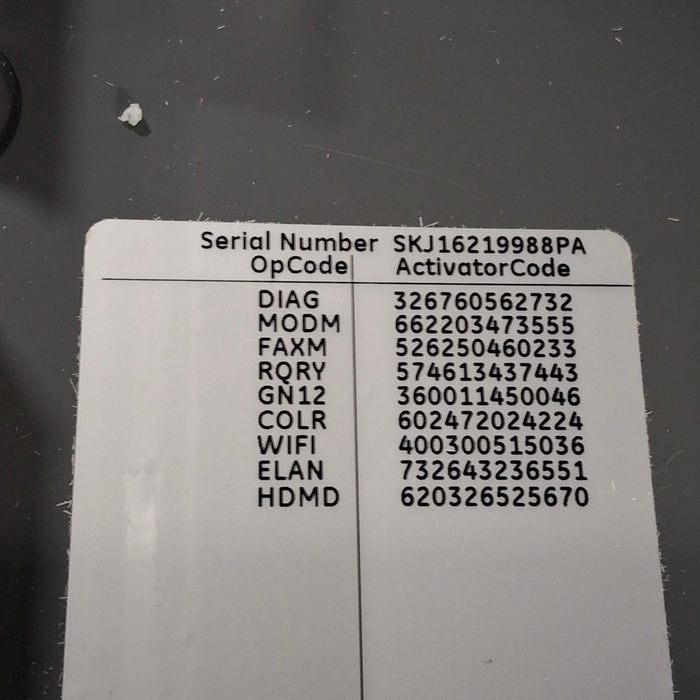 Serial Number SKJ16219988PA
OpCode ActivatorCode
DIAG 326760562732
MODM 662203473555
FAXM 526250460233
RQRY 574613437443
GN12 360011450046
COLR 602472024224
WIFI 400300515036
ELAN 732643236551
HDMD 620326525670